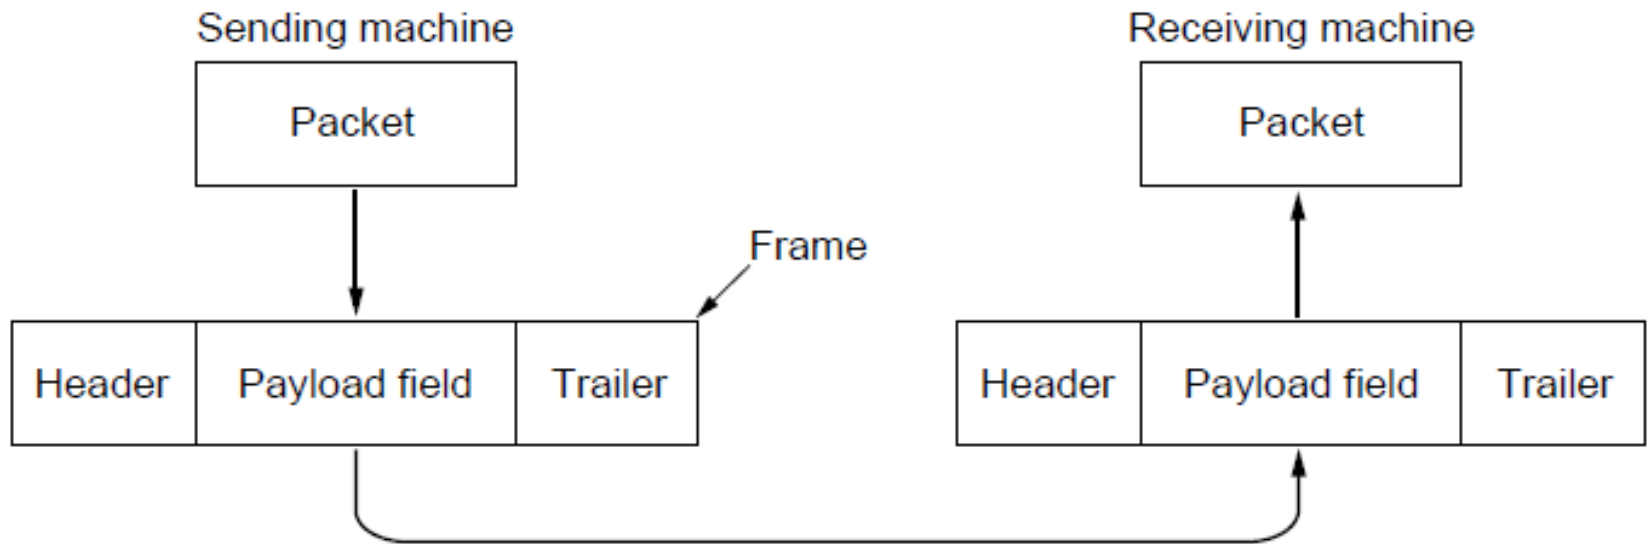 Sending machine
Receiving machine
Packet
Packet
Frame
Header
Payload field
Trailer
Header
Payload field
Trailer